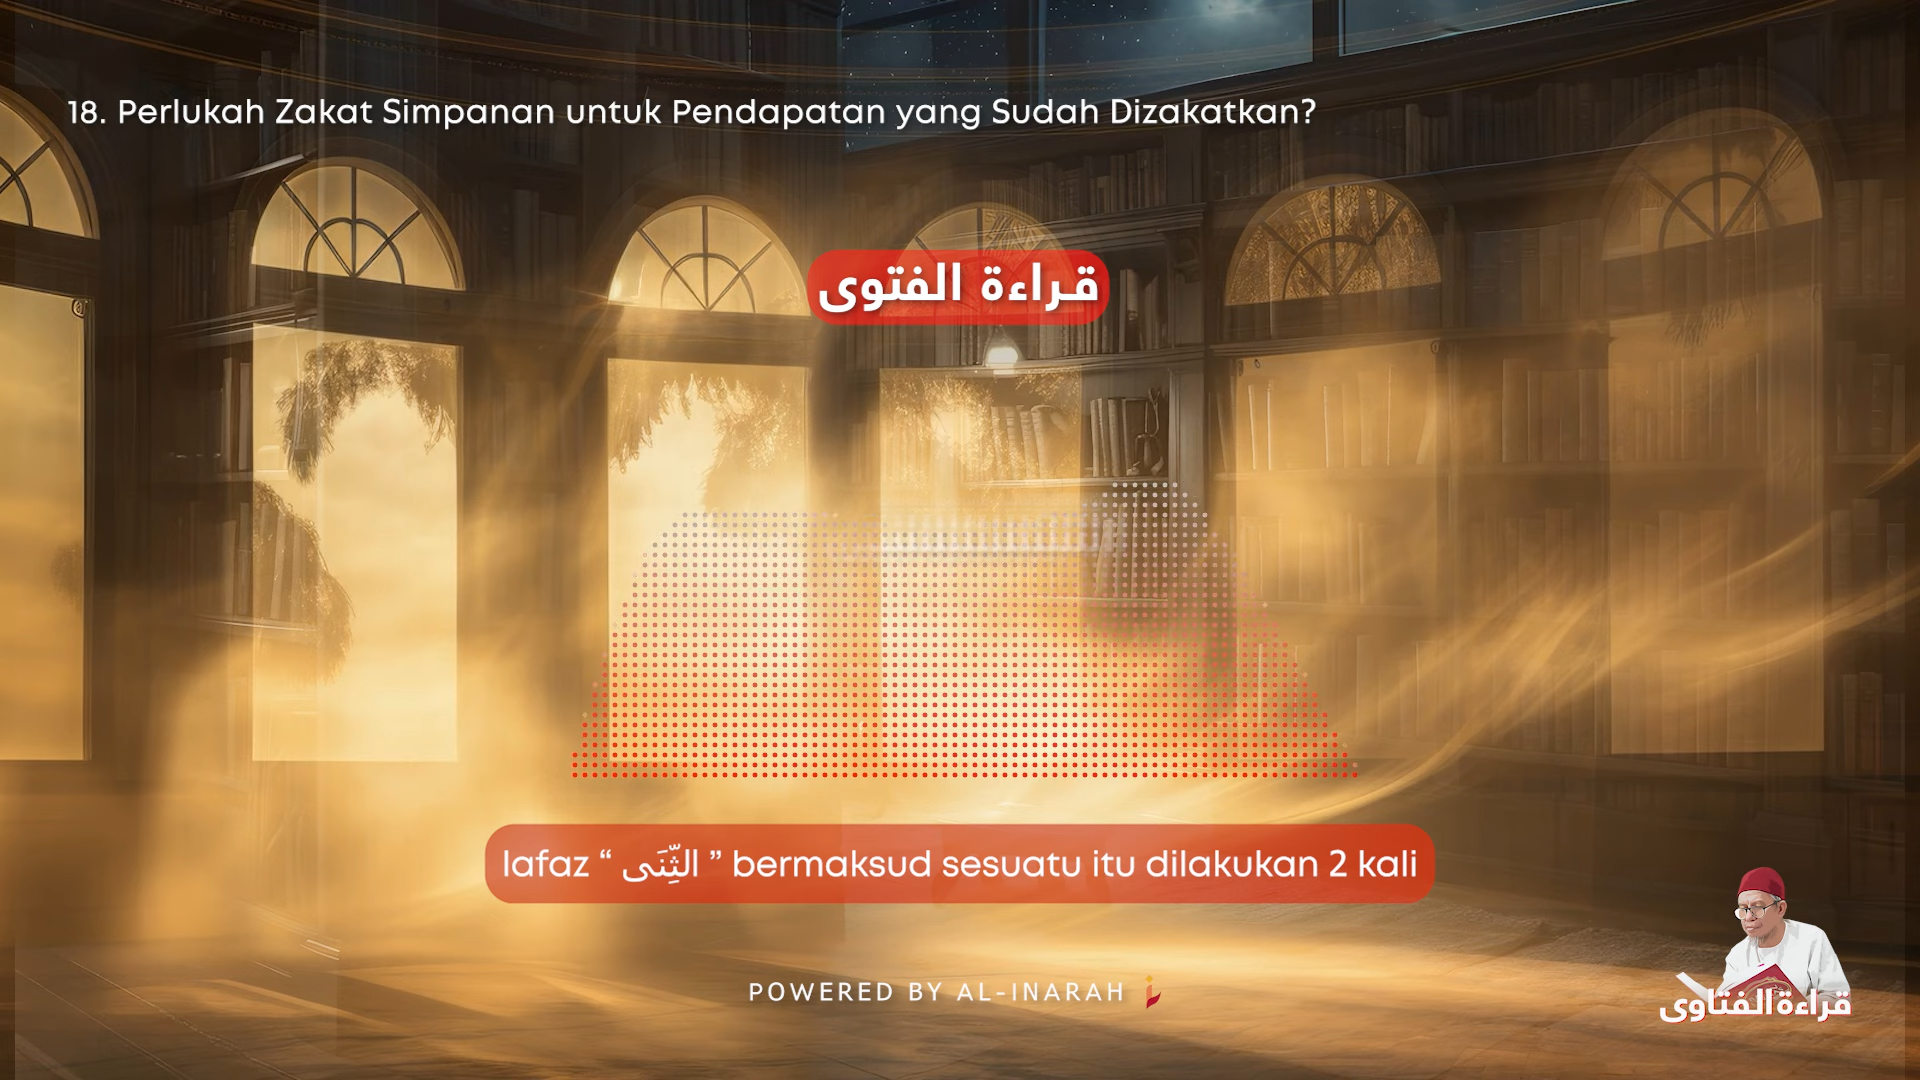 18. Perlukah Zakat Simpanan untuk Pendapatan yang Sudah Dizakatkan?
قراءة الفتوى
lafaz “ الثِّنَى ” bermaksud sesuatu itu dilakukan 2 kali
POWERED BY AL-INARAH
قراءة الفتاوى